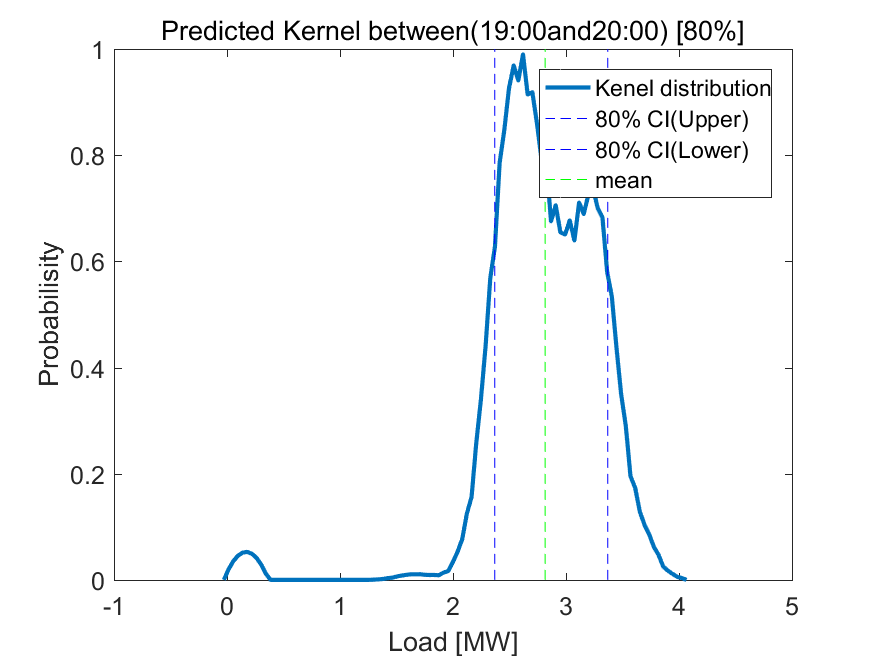 Predicted Kernel between(19:00and20:00) [80%]
Kenel distribution
80% CI(Upper)
80% CI(Lower)
mean
Probabilisity
1
0.8
0.6
0.4
0.2
0
-1 0 1 2 3 4 5
Load [MW]